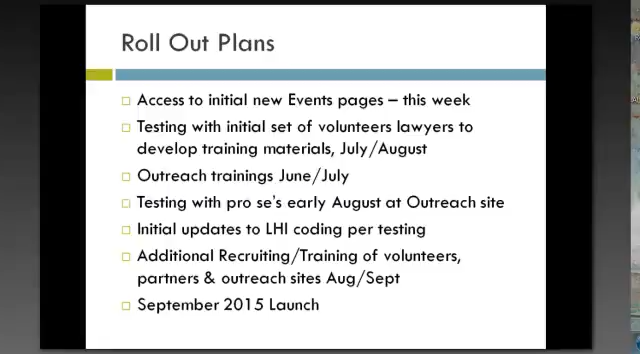 Roll Out Plans
Access to initial new Events pages – this week
Testing with initial set of volunteers lawyers to
develop training materials, July/August
Outreach trainings June/July
Testing with pro se's early August at Outreach site
Initial updates to LHI coding per testing
Additional Recruiting/Training of volunteers,
partners & outreach sites Aug/Sept
September 2015 Launch